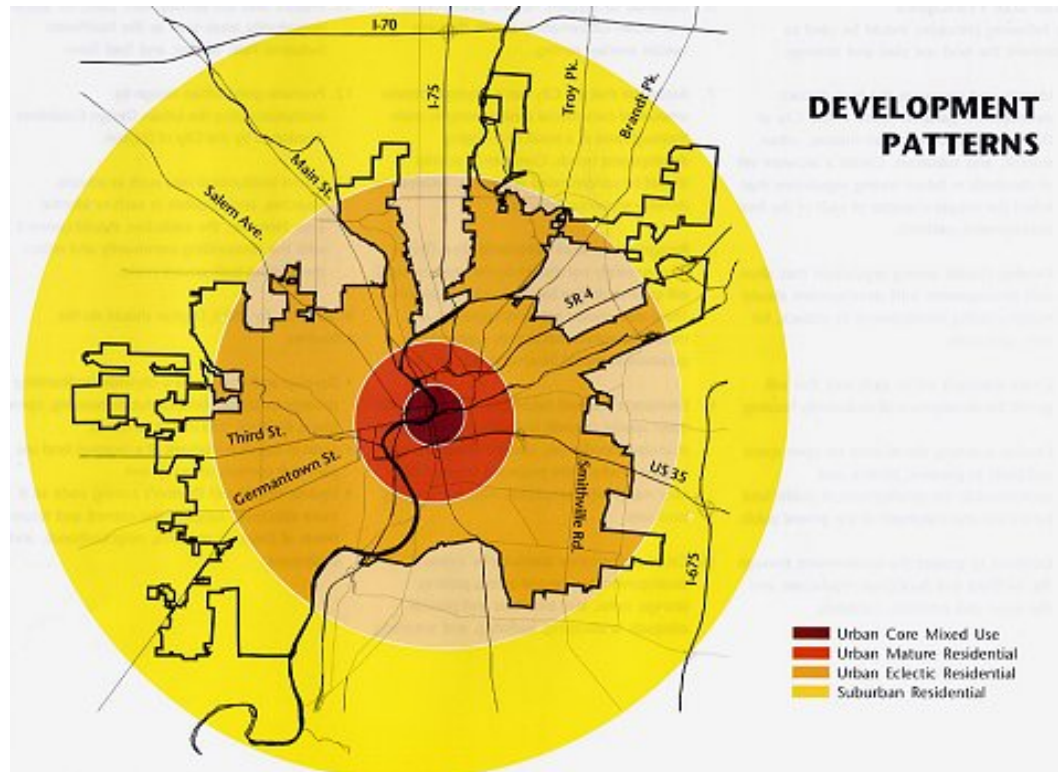 I-70
I-75
Troy Pk.
Brandt Pk.
DEVELOPMENT
PATTERNS
Main St.
Salem Ave.
SR 4
Third St.
Germantown St.
Smithville Rd.
US 35
I-675
Urban Core Mixed Use
Urban Mature Residential
Urban Eclectic Residential
Suburban Residential